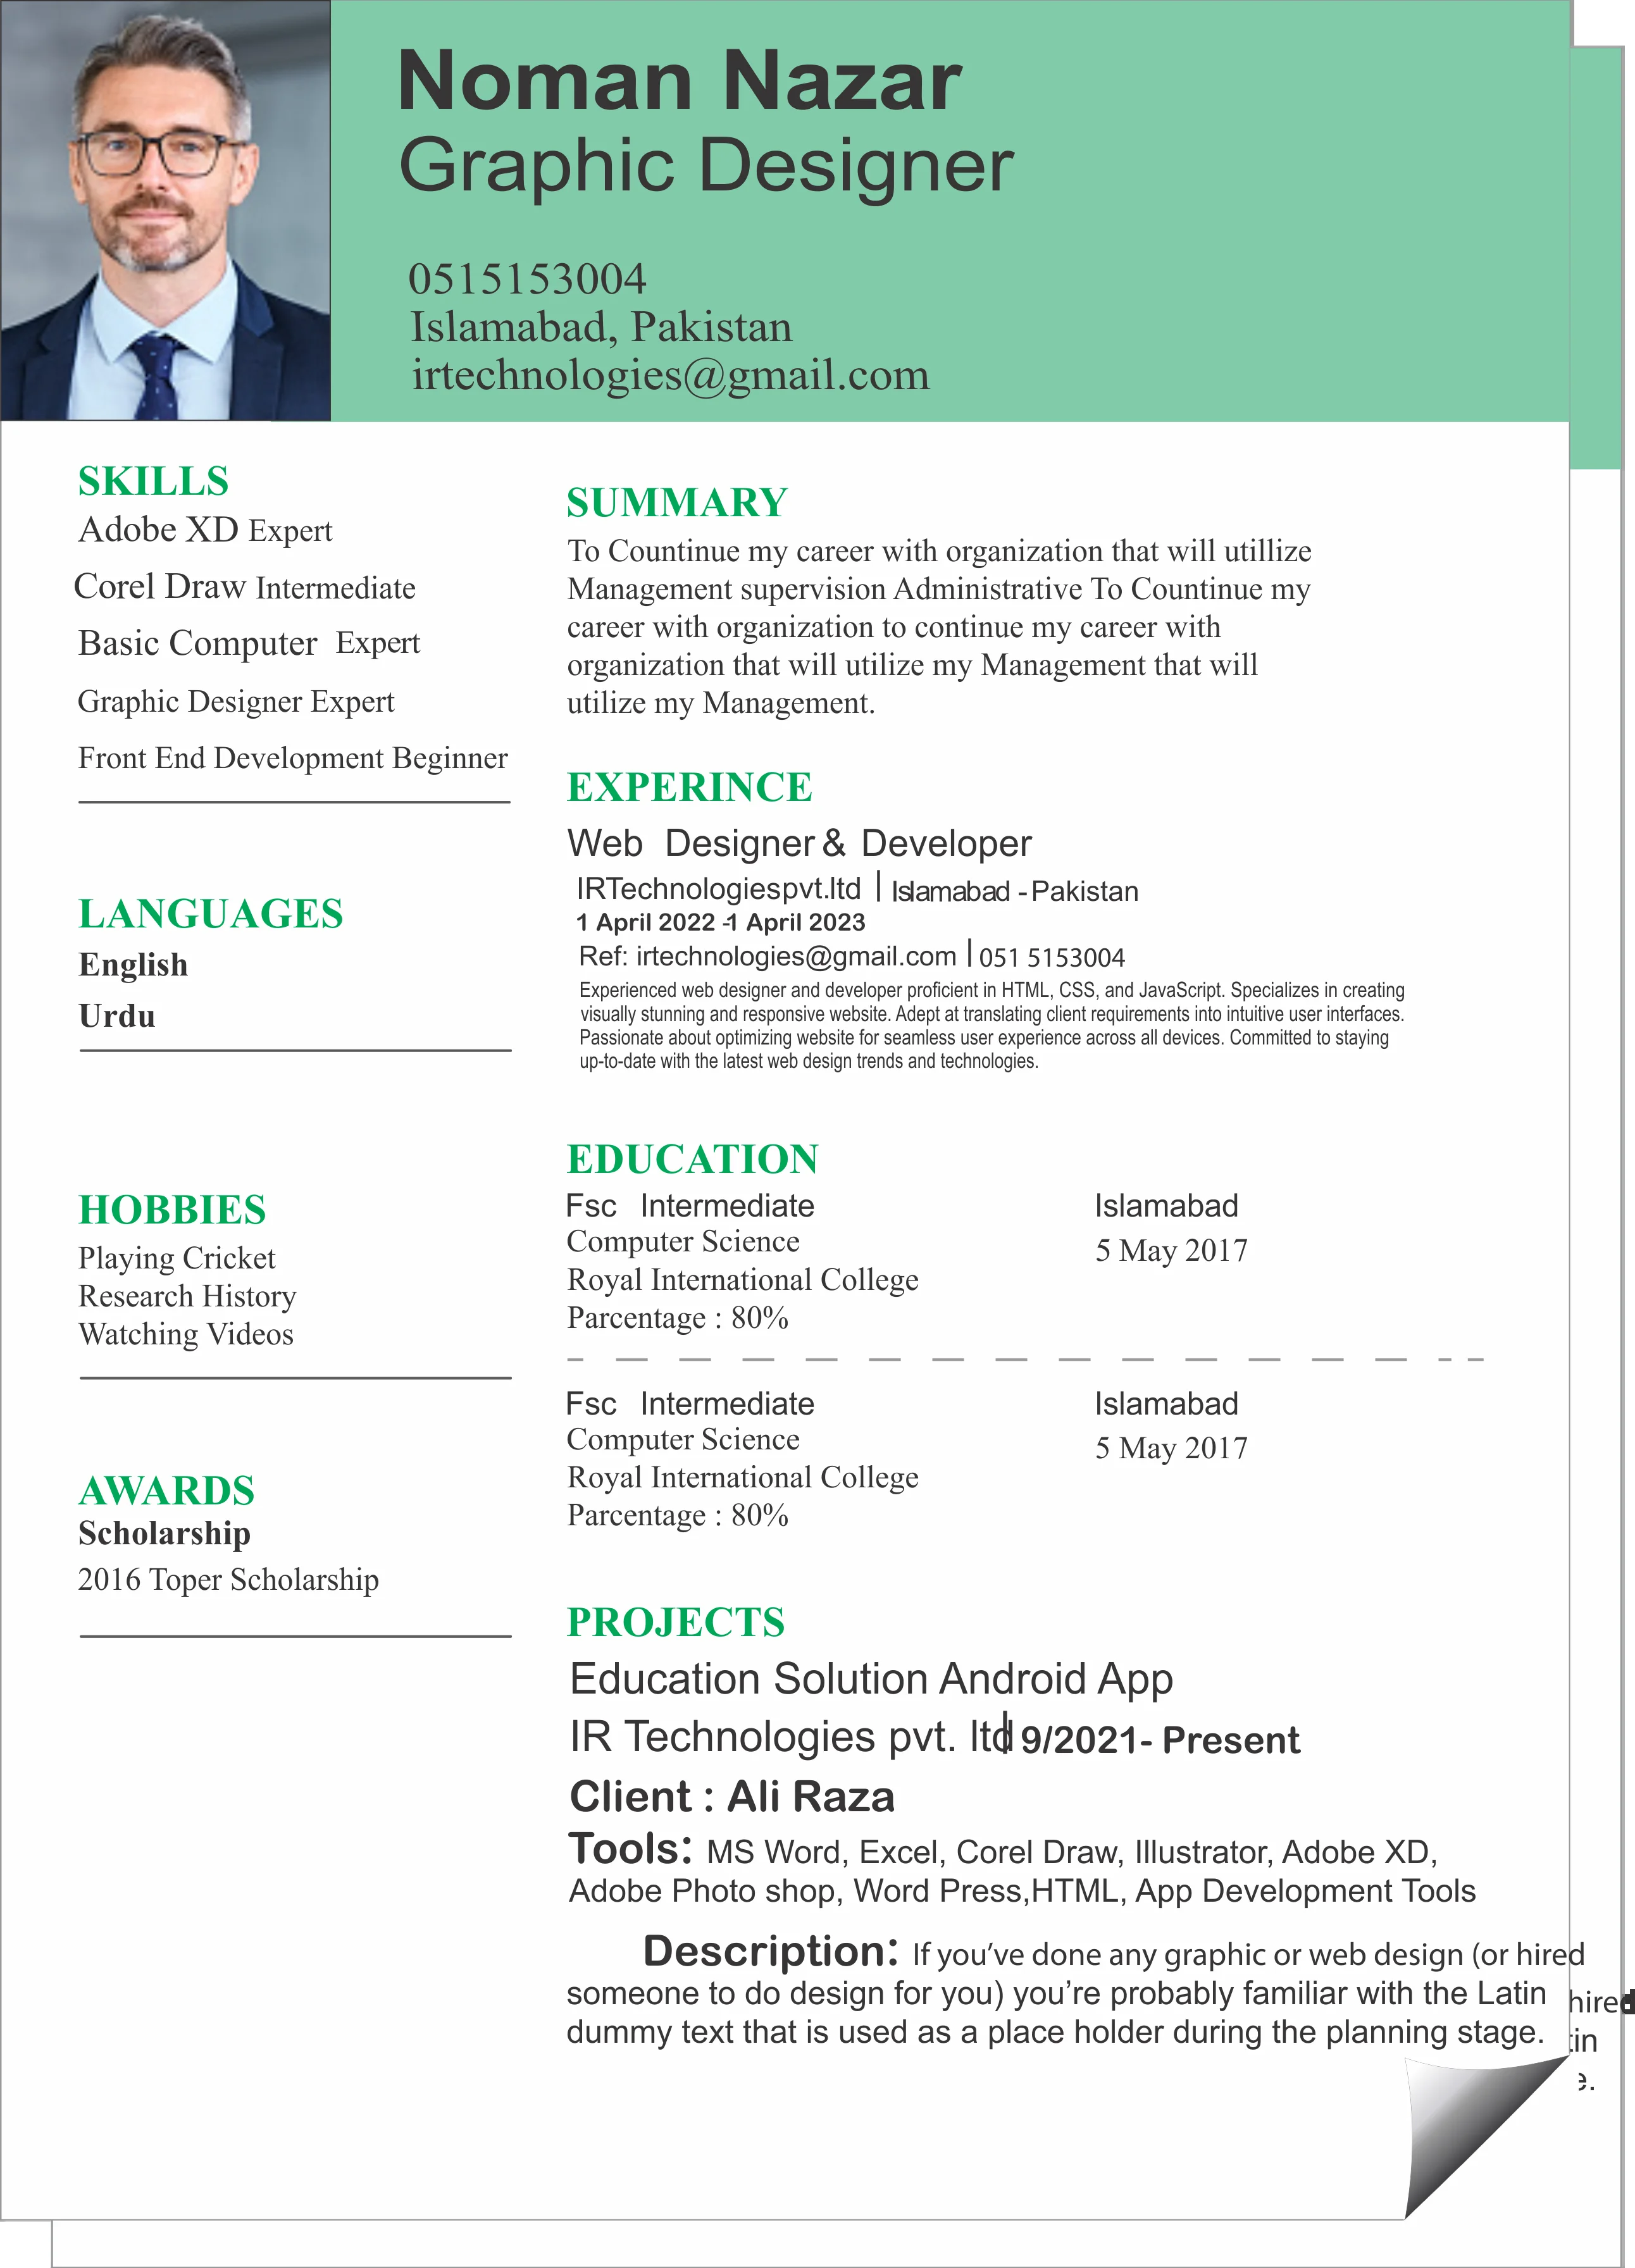 Noman Nazar
Graphic Designer
0515153004
Islamabad, Pakistan
irtechnologies@gmail.com
SKILLS
Adobe XD Expert
Corel Draw Intermediate
Basic Computer Expert
Graphic Designer Expert
Front End Development Beginner
LANGUAGES
English
Urdu
HOBBIES
Playing Cricket
Research History
Watching Videos
AWARDS
Scholarship
2016 Toper Scholarship
SUMMARY
To Countinue my career with organization that will utillize
Management supervision Administrative To Countinue my
career with organization to continue my career with
organization that will utilize my Management that will
utilize my Management.
EXPERINCE
Web Designer & Developer
IRTechnologiespvt.ltd | Islamabad - Pakistan
1 April 2022 -1 April 2023
Ref: irtechnologies@gmail.com | 051 5153004
Experienced web designer and developer proficient in HTML, CSS, and JavaScript. Specializes in creating
visually stunning and responsive website. Adept at translating client requirements into intuitive user interfaces.
Passionate about optimizing website for seamless user experience across all devices. Committed to staying
up-to-date with the latest web design trends and technologies.
EDUCATION
Fsc Intermediate Islamabad
Computer Science 5 May 2017
Royal International College
Parcentage : 80%
Fsc Intermediate Islamabad
Computer Science 5 May 2017
Royal International College
Parcentage : 80%
PROJECTS
Education Solution Android App
IR Technologies pvt. ltd | 9/2021- Present
Client : Ali Raza
Tools: MS Word, Excel, Corel Draw, Illustrator, Adobe XD,
Adobe Photo shop, Word Press,HTML, App Development Tools
Description: If you've done any graphic or web design (or hired
someone to do design for you) you're probably familiar with the Latin
dummy text that is used as a place holder during the planning stage.
hired
tin
e.